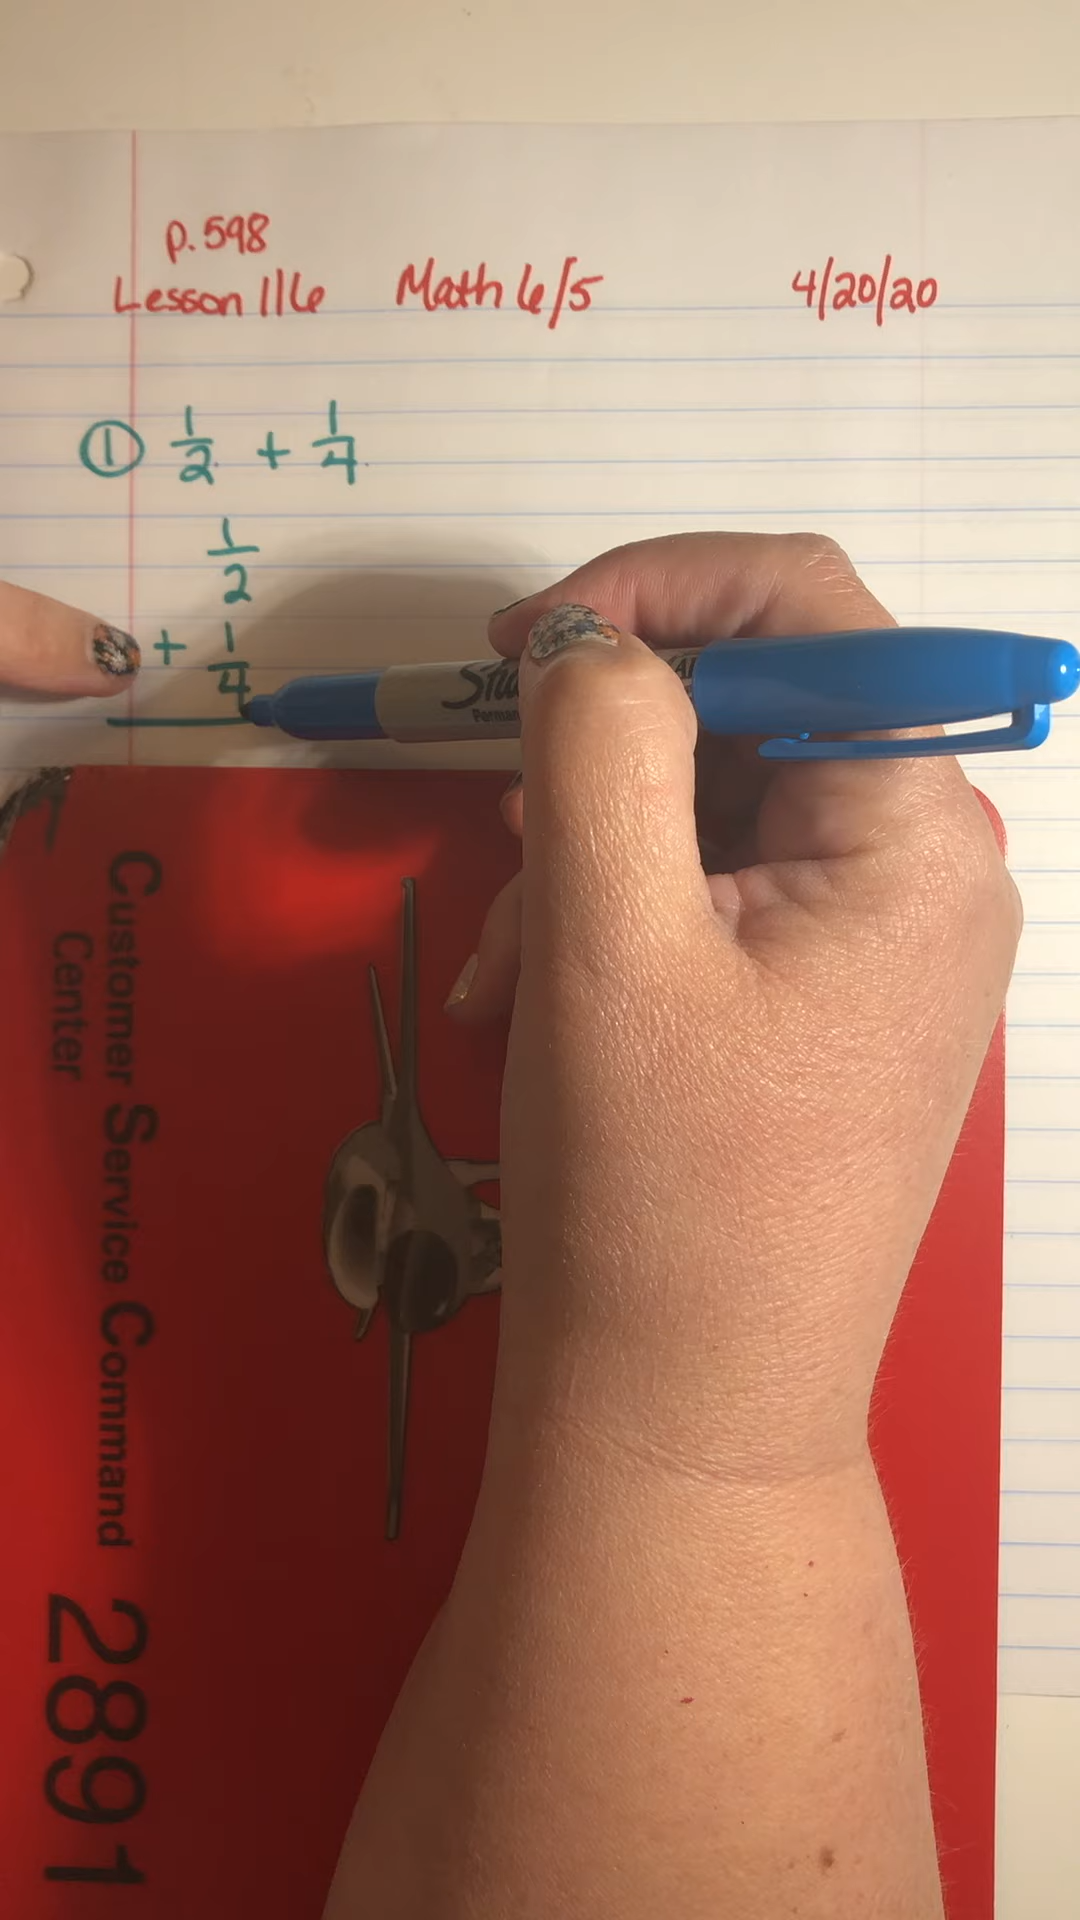 p.598
Lesson 116 Math 6/5 4/20/20
① 1/2 + 1/4
1/2
+ 1/4
Customer Service Command
Center
2891